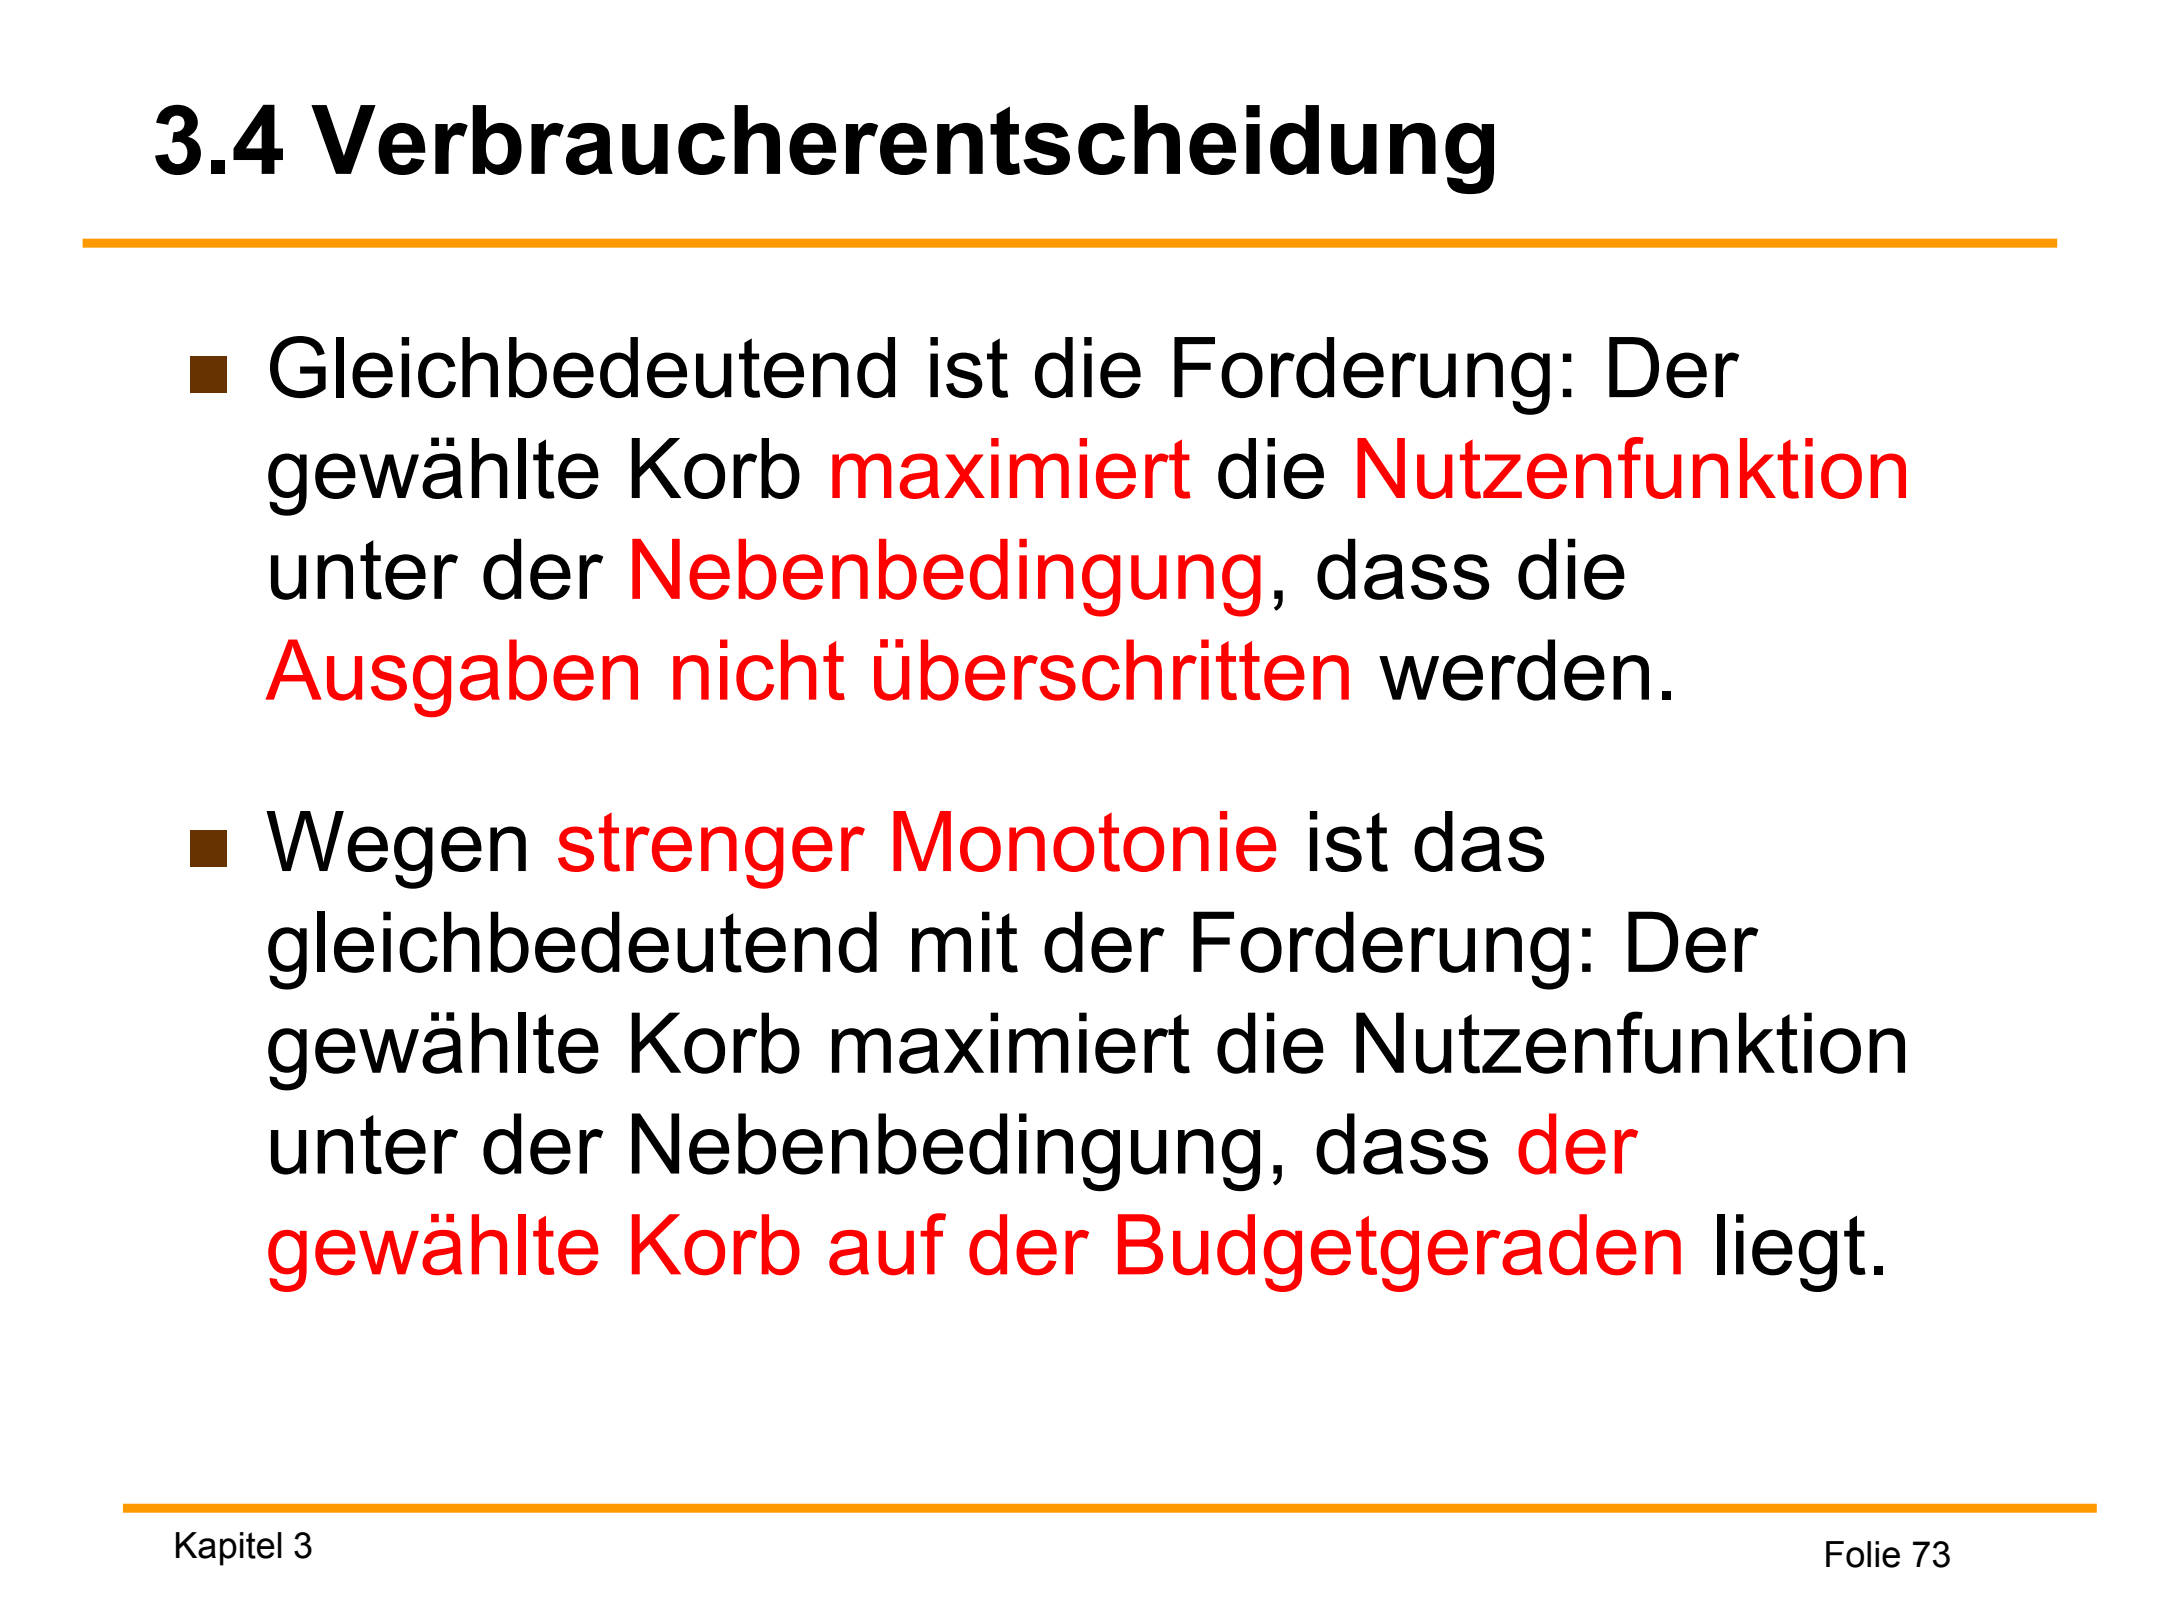 3.4 Verbraucherentscheidung
Gleichbedeutend ist die Forderung: Der
gewählte Korb maximiert die Nutzenfunktion
unter der Nebenbedingung, dass die
Ausgaben nicht überschritten werden.
Wegen strenger Monotonie ist das
gleichbedeutend mit der Forderung: Der
gewählte Korb maximiert die Nutzenfunktion
unter der Nebenbedingung, dass der
gewählte Korb auf der Budgetgeraden liegt.
Kapitel 3
Folie 73